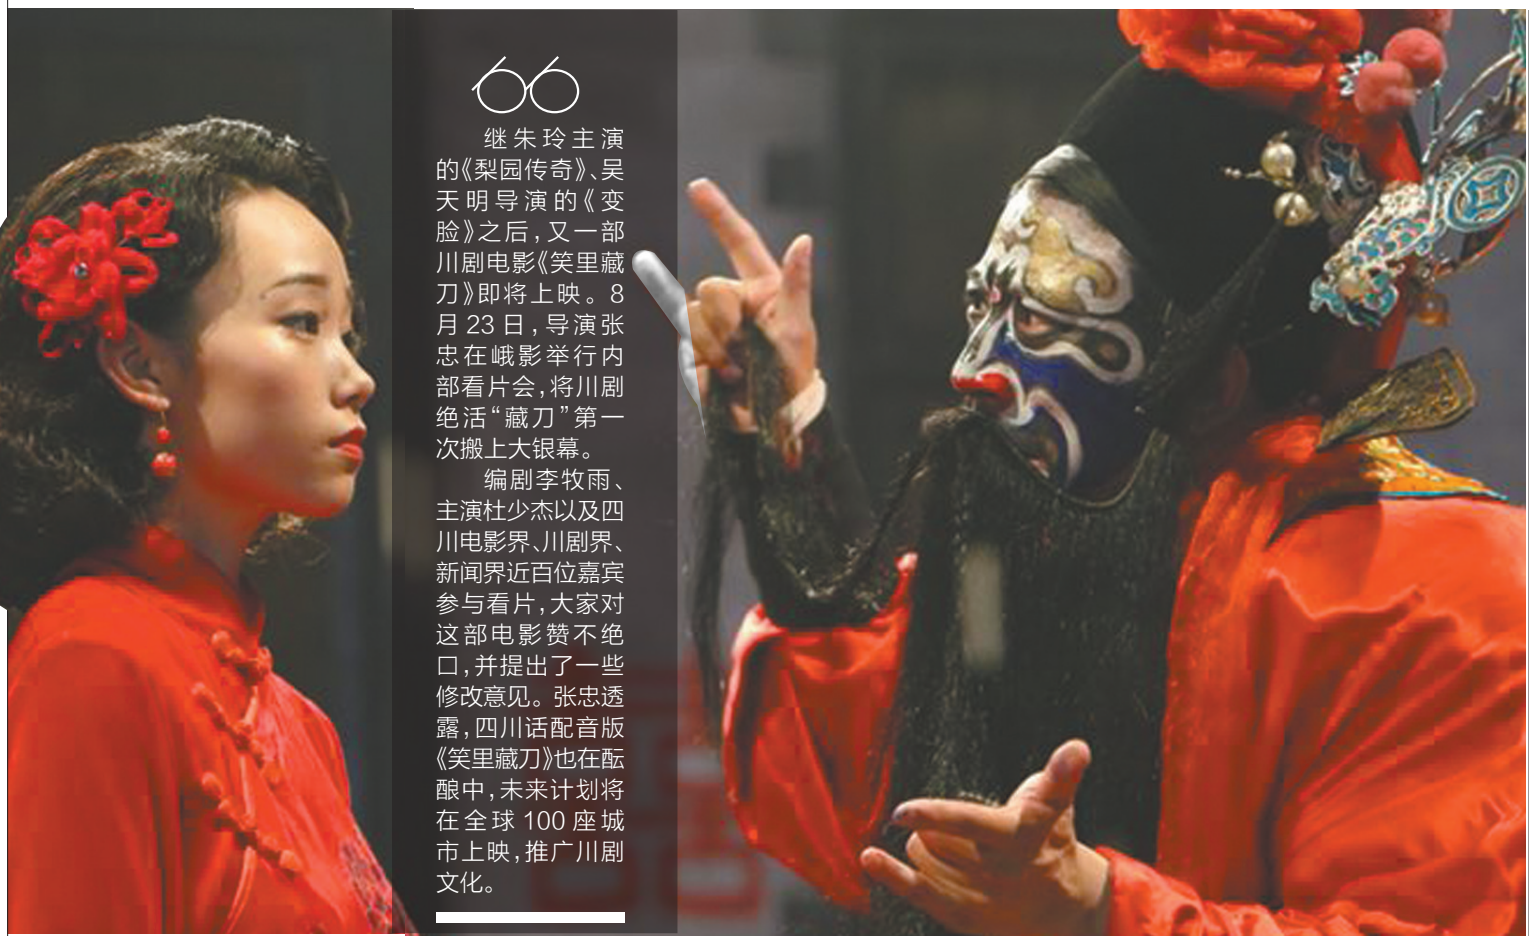 继朱玲主演
的《梨园传奇》、吴
天明导演的《变
脸》之后，又一部
川剧电影《笑里藏
刀》即将上映。8
月23日，导演张
忠在峨影举行内
部看片会，将川剧
绝活“藏刀”第一
次搬上大银幕。
编剧李牧雨、
主演杜少杰以及四
川电影界、川剧界、
新闻界近百位嘉宾
参与看片，大家对
这部电影赞不绝
口，并提出了一些
修改意见。张忠透
露，四川话配音版
《笑里藏刀》也在酝
酿中，未来计划将
在全球100座城
市上映，推广川剧
文化。